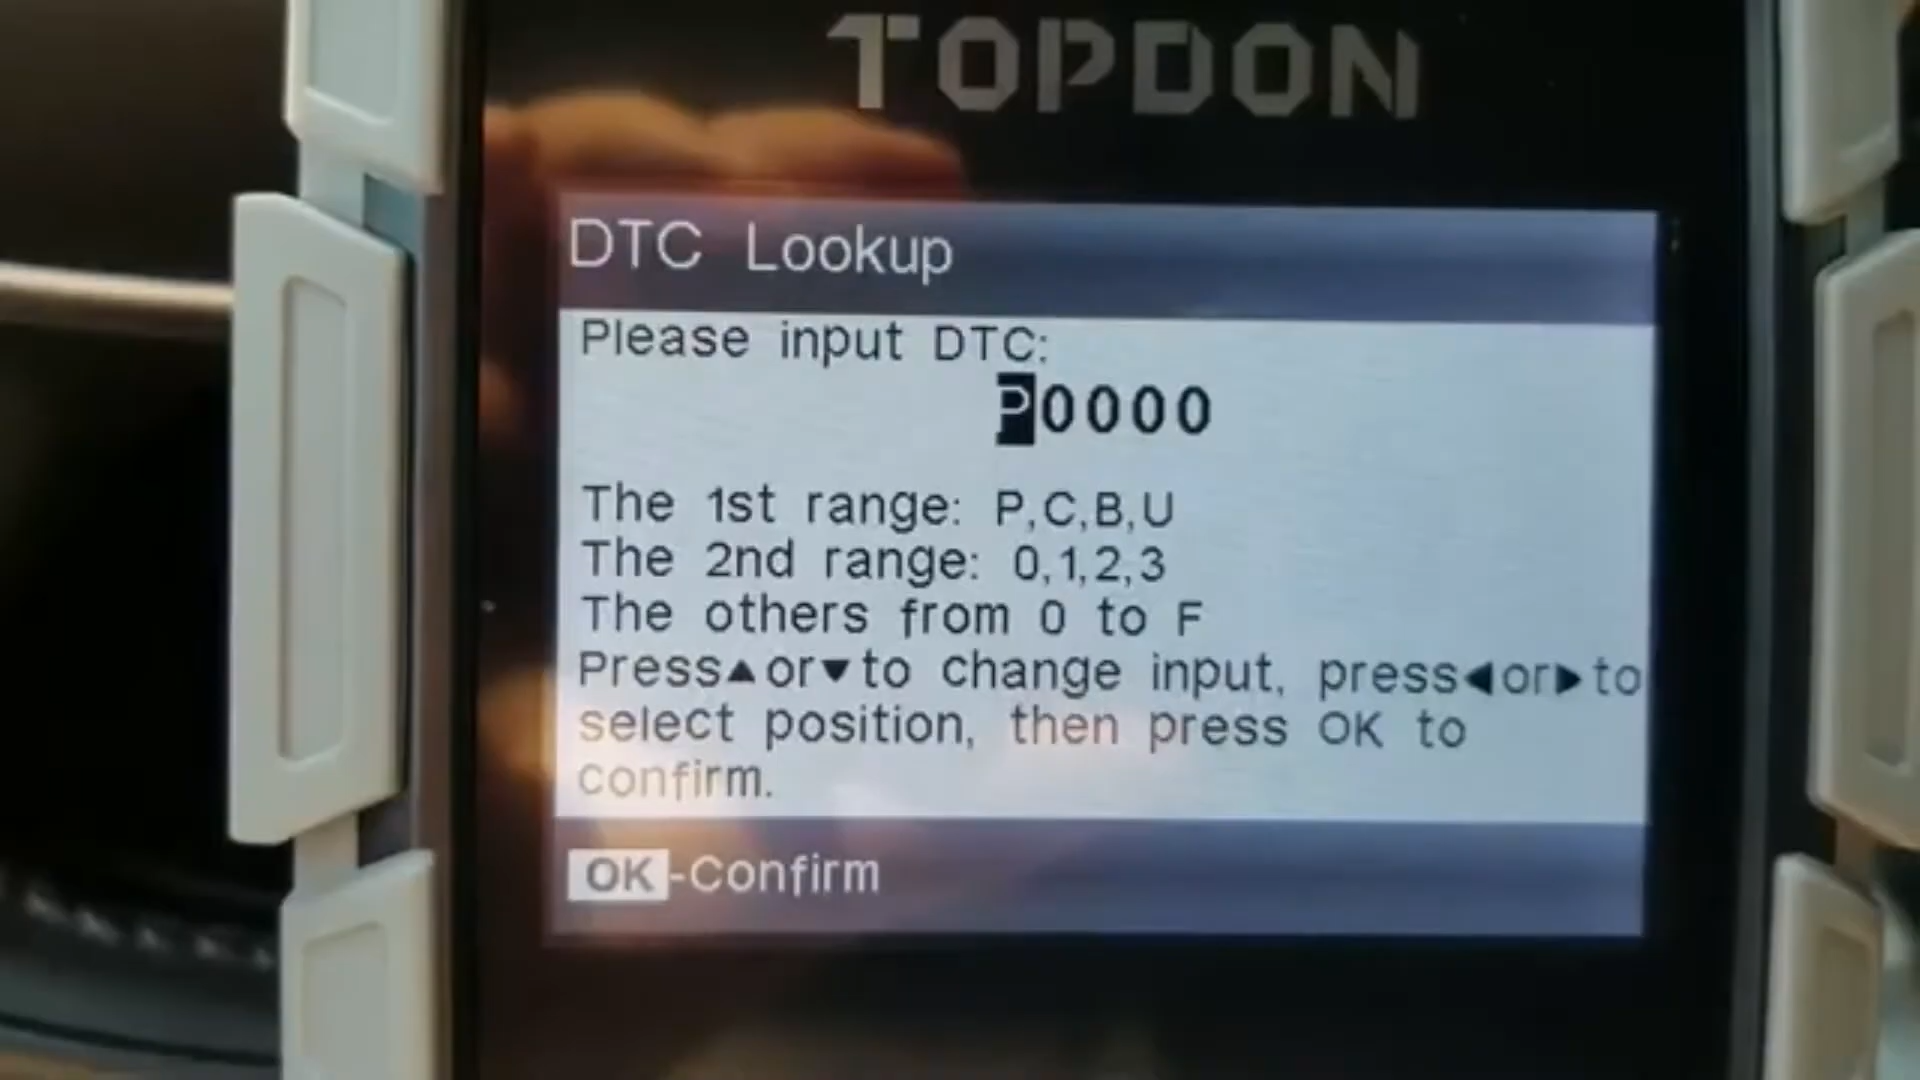 TOPDON
DTC Lookup
Please input DTC:
P0000
The 1st range: P,C,B,U
The 2nd range: 0,1,2,3
The others from 0 to F
Press▲or▼to change input, press◀or▶to
select position, then press OK to
confirm.
OK-Confirm